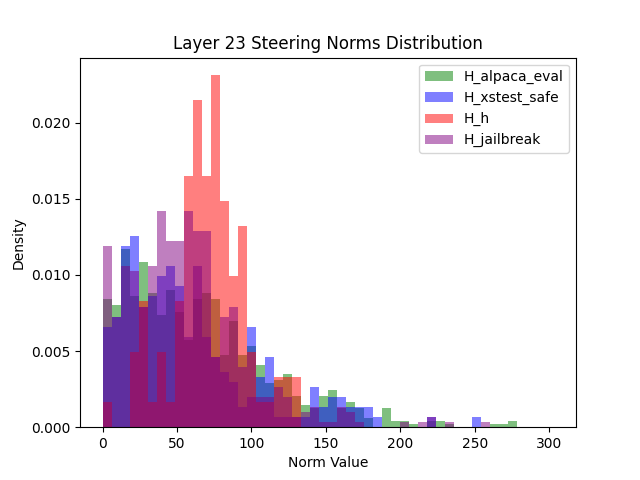 Layer 23 Steering Norms Distribution
H_alpaca_eval
H_xstest_safe
H_h
H_jailbreak
Density
0.020
0.015
0.010
0.005
0.000
0
50
100
150
200
250
300
Norm Value